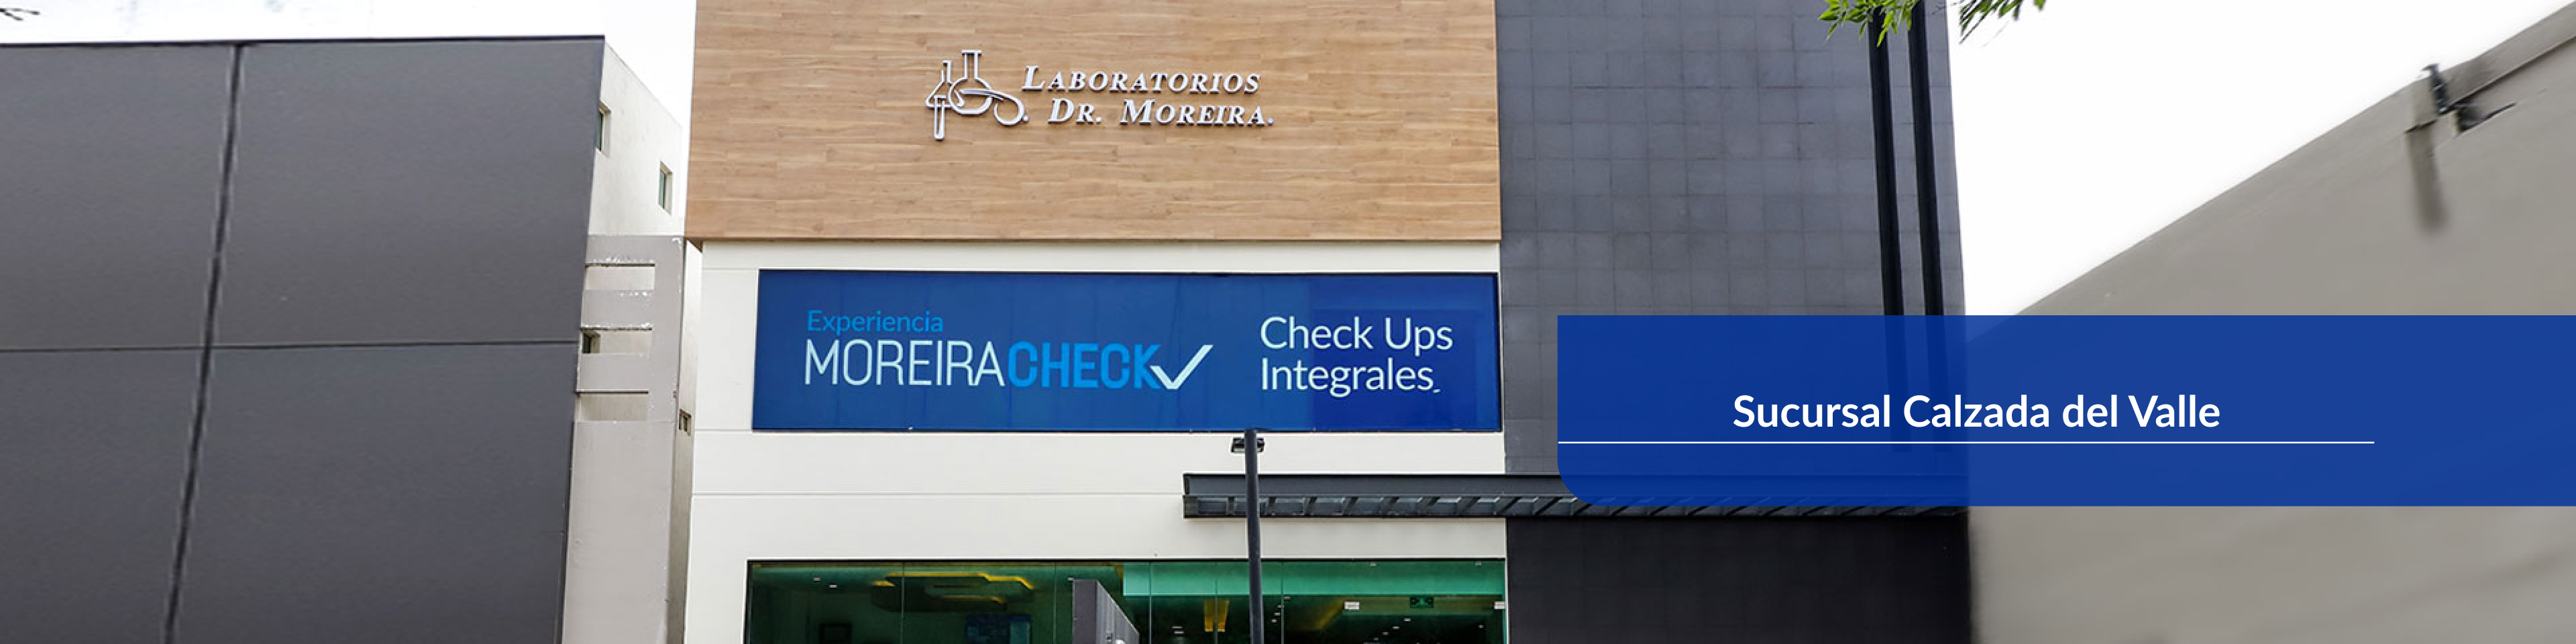 LABORATORIOS
DR. MOREIRA.
Experiencia
MOREIRACHECK
Check Ups
Integrales
Sucursal Calzada del Valle